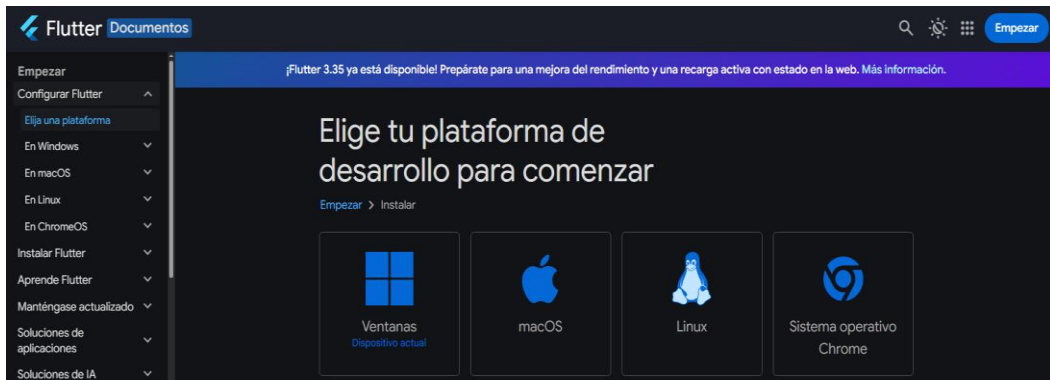 Flutter Documentos
Empezar
¡Flutter 3.35 ya está disponible! Prepárate para una mejora del rendimiento y una recarga activa con estado en la web. Más información.
Empezar
Configurar Flutter
Elija una plataforma
En Windows
En macOS
En Linux
En ChromeOS
Instalar Flutter
Aprende Flutter
Manténgase actualizado
Soluciones de
aplicaciones
Soluciones de IA
Elige tu plataforma de
desarrollo para comenzar
Empezar > Instalar
Ventanas
Dispositivo actual
macOS
Linux
Sistema operativo
Chrome